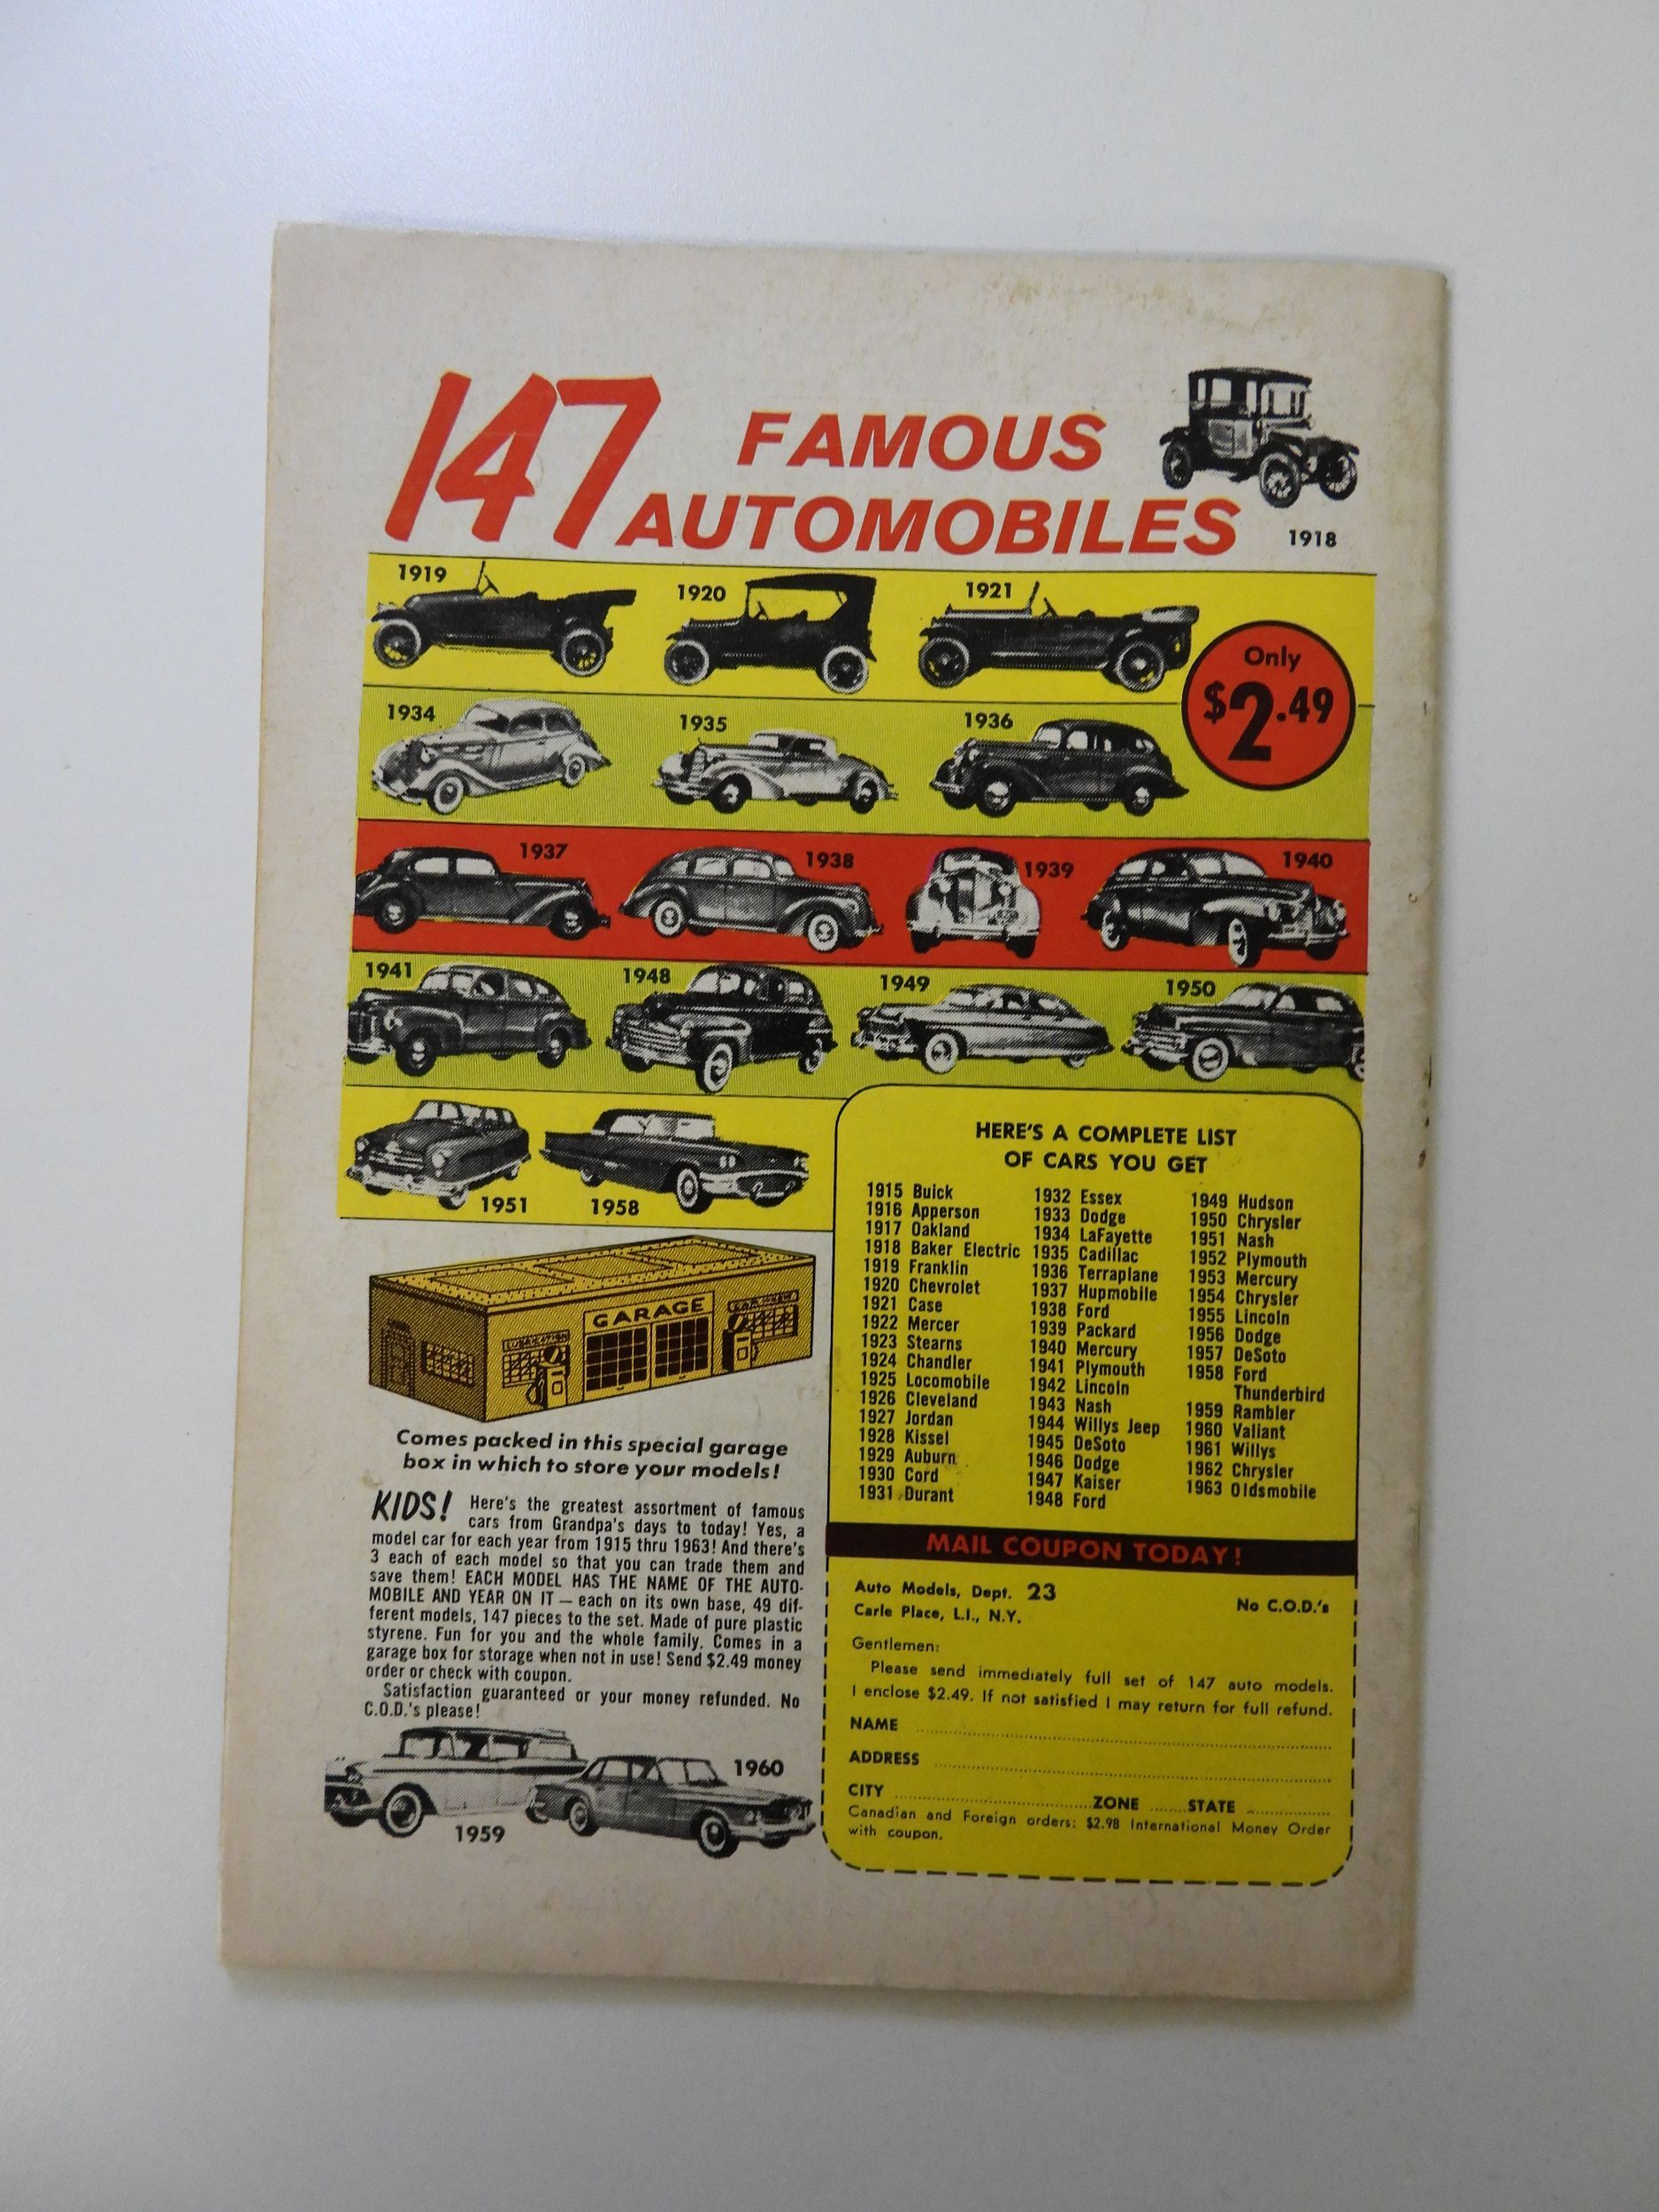 147 FAMOUS
AUTOMOBILES
1918
1919
1920
1921
Only
$2.49
1934
1935
1936
1937
1938
1939
1940
1941
1948
1949
1950
1951
1958
GARAGE
LUBRICATION
Comes packed in this special garage
box in which to store your models!
KIDS! Here's the greatest assortment of famous
cars from Grandpa's days to today! Yes, a
model car for each year from 1915 thru 1963! And there's
3 each of each model so that you can trade them and
save them! EACH MODEL HAS THE NAME OF THE AUTO-
MOBILE AND YEAR ON IT — each on its own base, 49 dif-
ferent models, 147 pieces to the set. Made of pure plastic
styrene. Fun for you and the whole family. Comes in a
garage box for storage when not in use! Send $2.49 money
order or check with coupon.
Satisfaction guaranteed or your money refunded. No
C.O.D.'s please!
1959
1960
HERE'S A COMPLETE LIST
OF CARS YOU GET
1915 Buick
1916 Apperson
1917 Oakland
1918 Baker Electric
1919 Franklin
1920 Chevrolet
1921 Case
1922 Mercer
1923 Stearns
1924 Chandler
1925 Locomobile
1926 Cleveland
1927 Jordan
1928 Kissel
1929 Auburn
1930 Cord
1931 Durant
1932 Essex
1933 Dodge
1934 LaFayette
1935 Cadillac
1936 Terraplane
1937 Hupmobile
1938 Ford
1939 Packard
1940 Mercury
1941 Plymouth
1942 Lincoln
1943 Nash
1944 Willys Jeep
1945 DeSoto
1946 Dodge
1947 Kaiser
1948 Ford
1949 Hudson
1950 Chrysler
1951 Nash
1952 Plymouth
1953 Mercury
1954 Chrysler
1955 Lincoln
1956 Dodge
1957 DeSoto
1958 Ford
Thunderbird
1959 Rambler
1960 Valiant
1961 Willys
1962 Chrysler
1963 Oldsmobile
MAIL COUPON TODAY!
Auto Models, Dept. 23
Carle Place, L.I., N.Y.
No C.O.D.'s
Gentlemen:
Please send immediately full set of 147 auto models.
I enclose $2.49. If not satisfied I may return for full refund.
NAME
ADDRESS
CITY ZONE STATE
Canadian and Foreign orders: $2.98 International Money Order
with coupon.